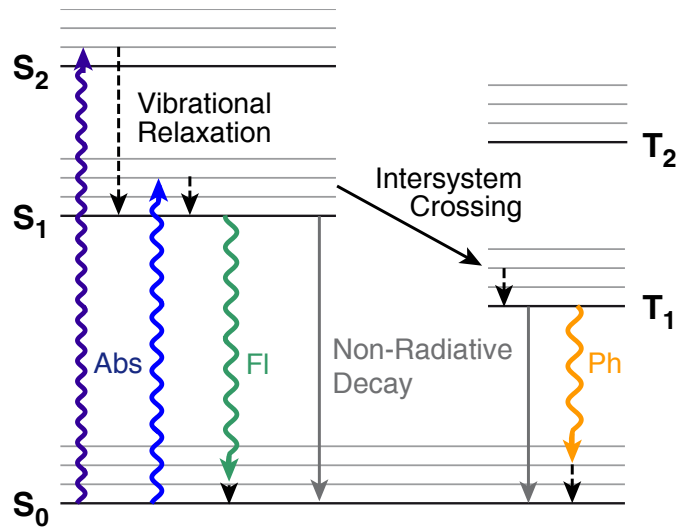 S2
Vibrational
Relaxation
T2
Intersystem
Crossing
S1
T1
Abs
Fl
Non-Radiative
Decay
Ph
S0